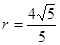 r = 4√5/5